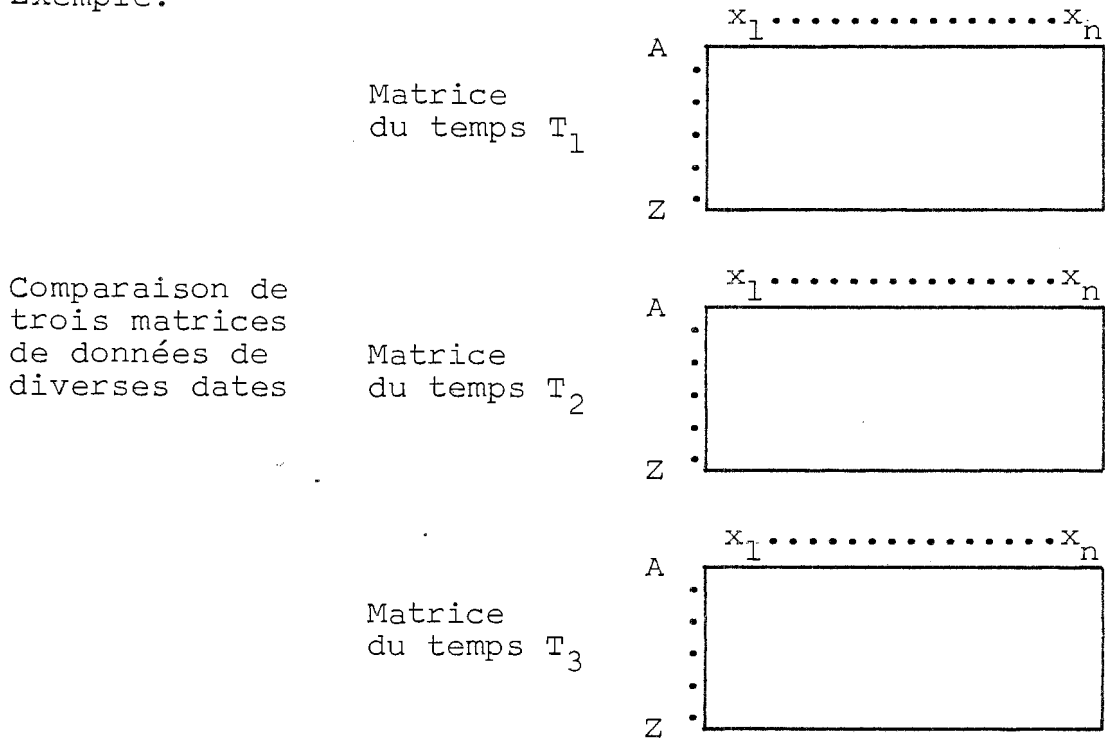 Exemple:
x1...............xn
A
Matrice
du temps T1
Z
Comparaison de
trois matrices
de données de
diverses dates
x1...............xn
A
Matrice
du temps T2
Z
x1...............xn
A
Matrice
du temps T3
Z